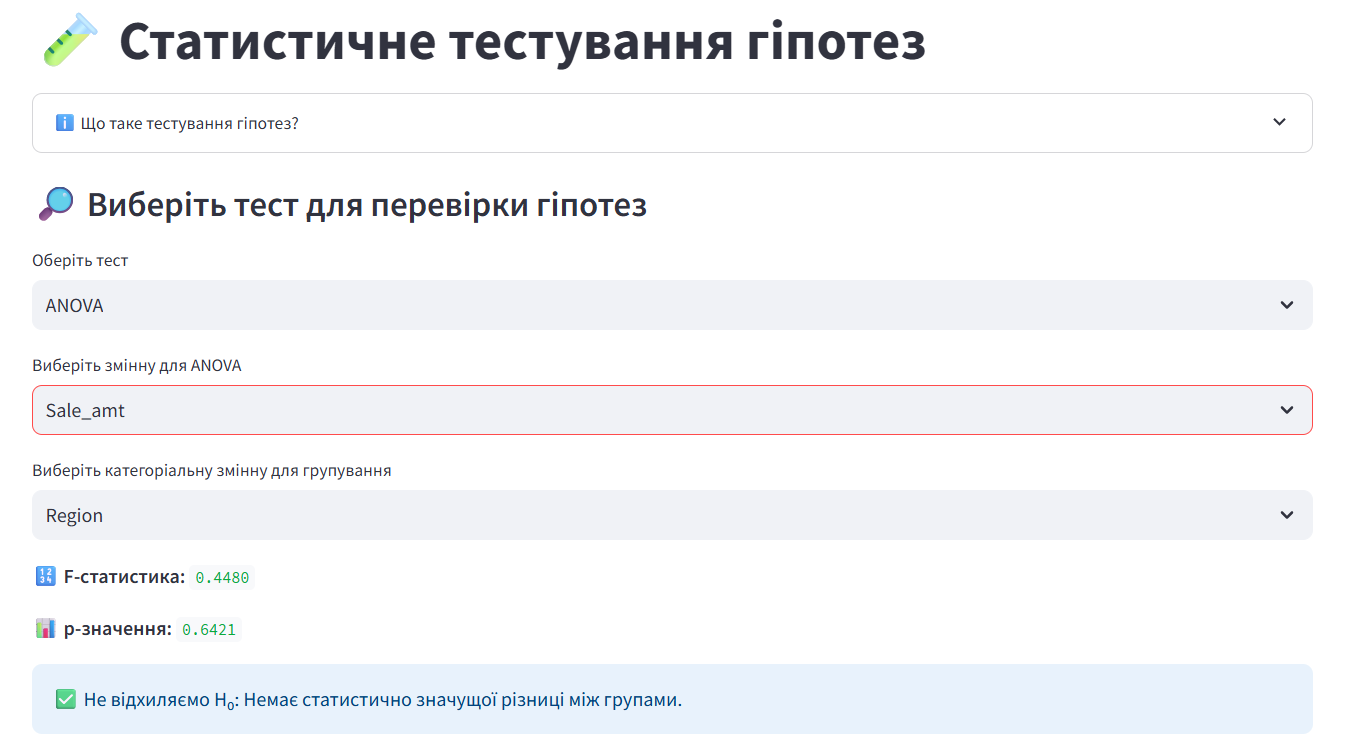 Статистичне тестування гіпотез
Що таке тестування гіпотез?
Виберіть тест для перевірки гіпотез
Оберіть тест
ANOVA
Виберіть змінну для ANOVA
Sale_amt
Виберіть категоріальну змінну для групування
Region
F-статистика: 0.4480
p-значення: 0.6421
Не відхиляємо H₀: Немає статистично значущої різниці між групами.